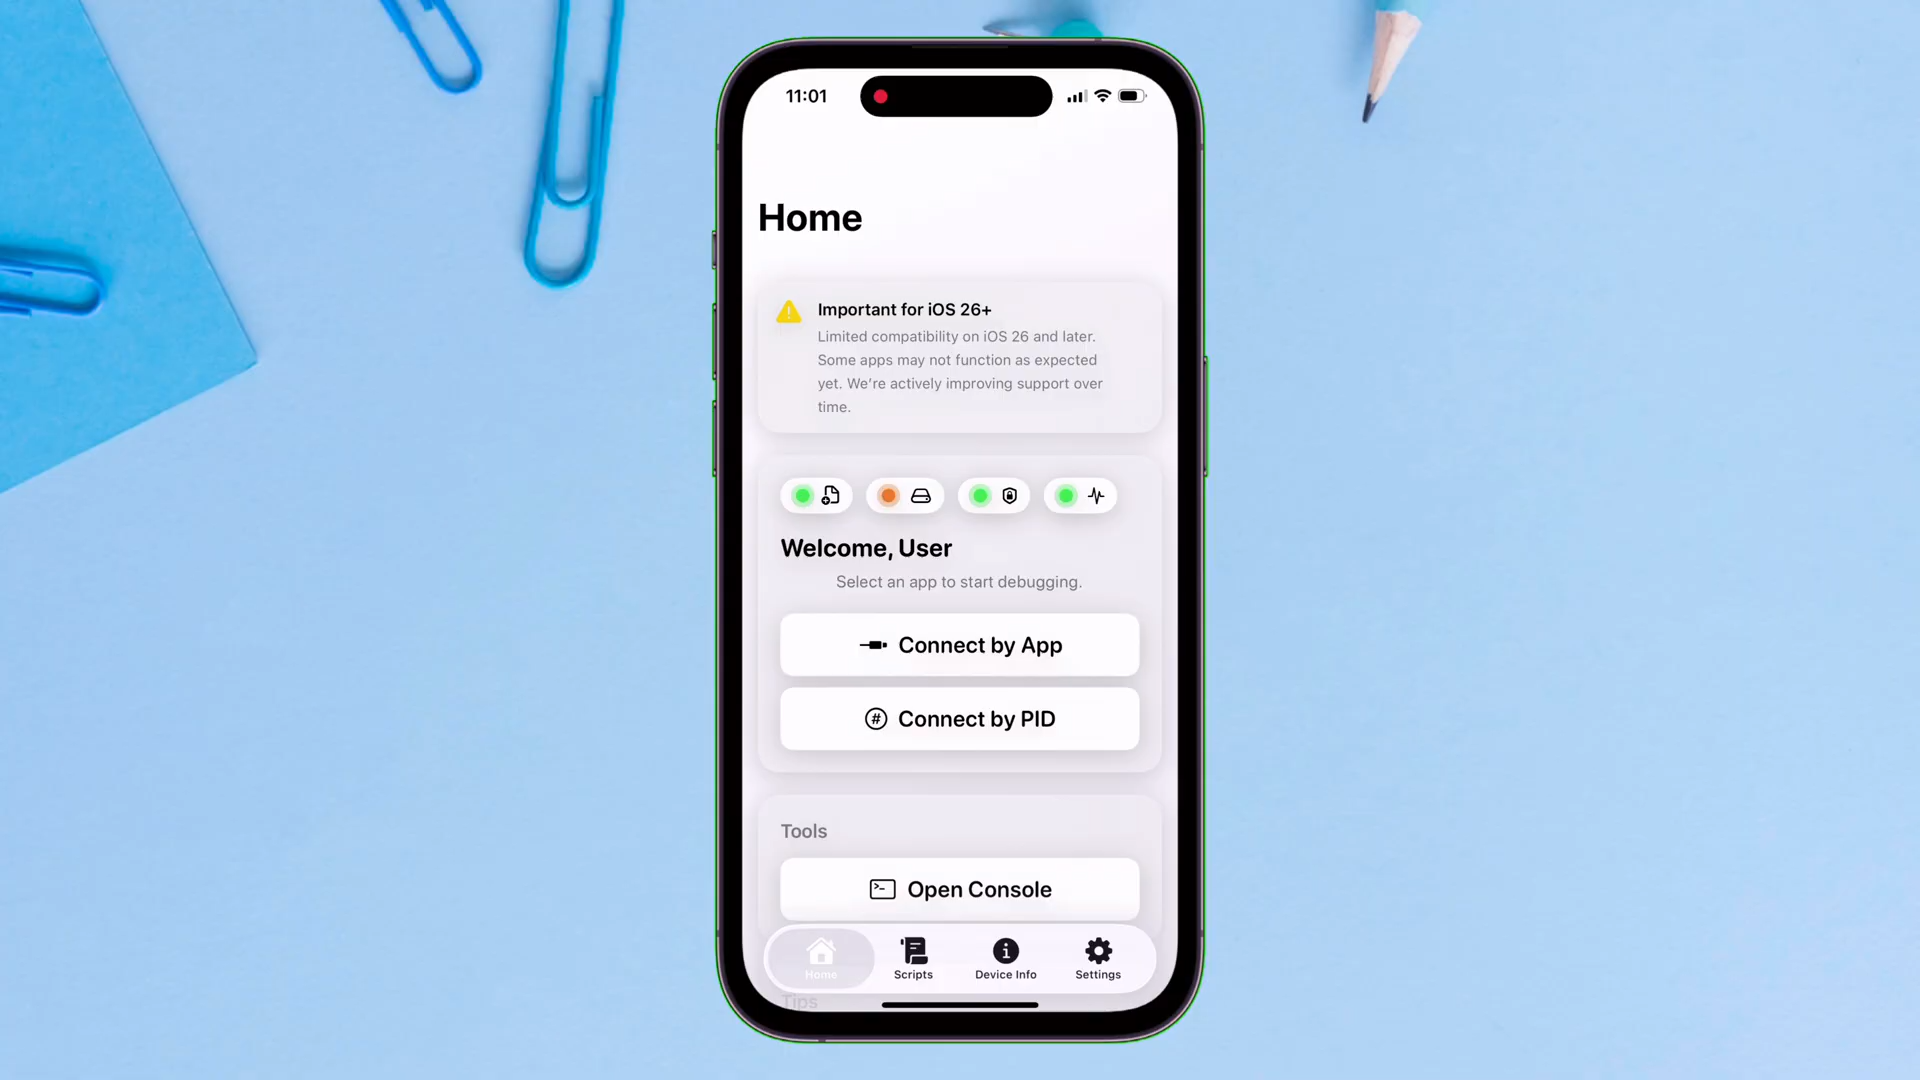 11:01
Home
Important for iOS 26+
Limited compatibility on iOS 26 and later.
Some apps may not function as expected
yet. We're actively improving support over
time.
Welcome, User
Select an app to start debugging.
Connect by App
# Connect by PID
Tools
Open Console
Home
Scripts
Device Info
Settings
Tips